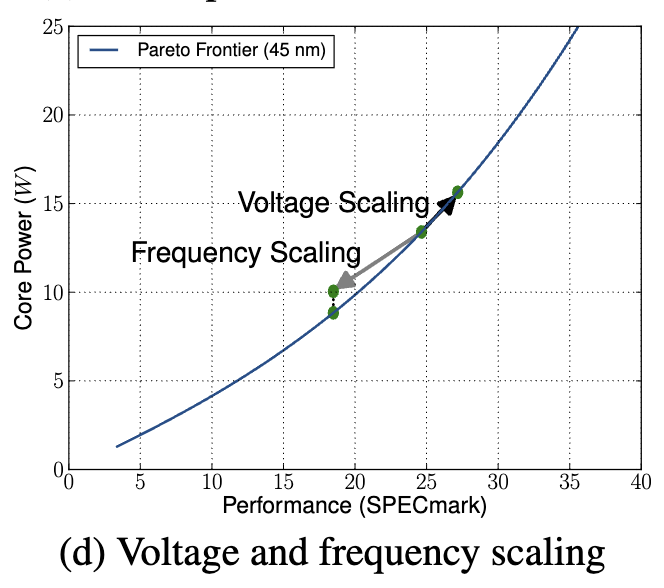 25
Pareto Frontier (45 nm)
20
15
Voltage Scaling
Frequency Scaling
10
5
0
Core Power (W)
0 5 10 15 20 25 30 35 40
Performance (SPECmark)
(d) Voltage and frequency scaling